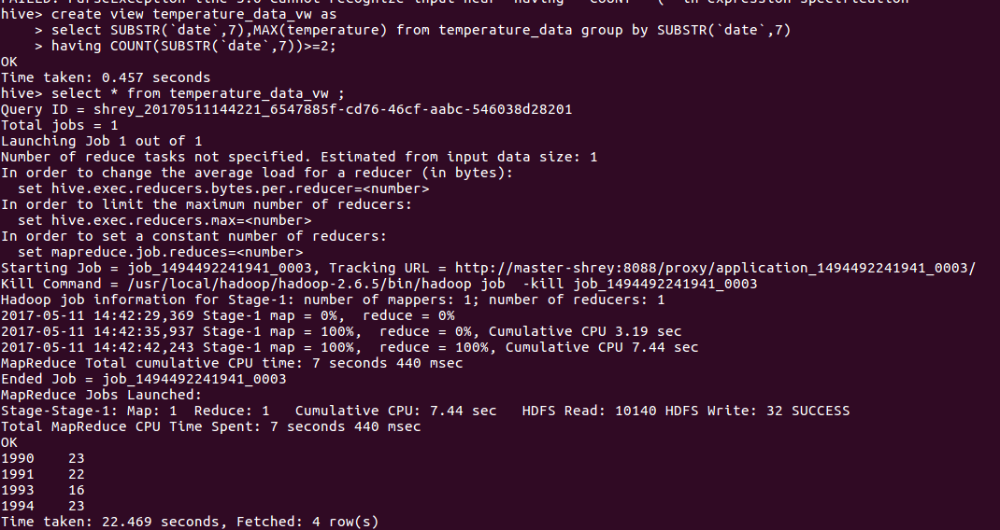 FAILED: ParseException line 3:6 cannot recognize input near 'having' 'COUNT' '(' in expression specification
hive> create view temperature_data_vw as
    > select SUBSTR(`date`,7),MAX(temperature) from temperature_data group by SUBSTR(`date`,7)
    > having COUNT(SUBSTR(`date`,7))>=2;
OK
Time taken: 0.457 seconds
hive> select * from temperature_data_vw ;
Query ID = shrey_20170511144221_6547885f-cd76-46cf-aabc-546038d28201
Total jobs = 1
Launching Job 1 out of 1
Number of reduce tasks not specified. Estimated from input data size: 1
In order to change the average load for a reducer (in bytes):
  set hive.exec.reducers.bytes.per.reducer=<number>
In order to limit the maximum number of reducers:
  set hive.exec.reducers.max=<number>
In order to set a constant number of reducers:
  set mapreduce.job.reduces=<number>
Starting Job = job_1494492241941_0003, Tracking URL = http://master-shrey:8088/proxy/application_1494492241941_0003/
Kill Command = /usr/local/hadoop/hadoop-2.6.5/bin/hadoop job  -kill job_1494492241941_0003
Hadoop job information for Stage-1: number of mappers: 1; number of reducers: 1
2017-05-11 14:42:29,369 Stage-1 map = 0%,  reduce = 0%
2017-05-11 14:42:35,937 Stage-1 map = 100%,  reduce = 0%, Cumulative CPU 3.19 sec
2017-05-11 14:42:42,243 Stage-1 map = 100%,  reduce = 100%, Cumulative CPU 7.44 sec
MapReduce Total cumulative CPU time: 7 seconds 440 msec
Ended Job = job_1494492241941_0003
MapReduce Jobs Launched:
Stage-Stage-1: Map: 1  Reduce: 1   Cumulative CPU: 7.44 sec   HDFS Read: 10140 HDFS Write: 32 SUCCESS
Total MapReduce CPU Time Spent: 7 seconds 440 msec
OK
1990    23
1991    22
1993    16
1994    23
Time taken: 22.469 seconds, Fetched: 4 row(s)